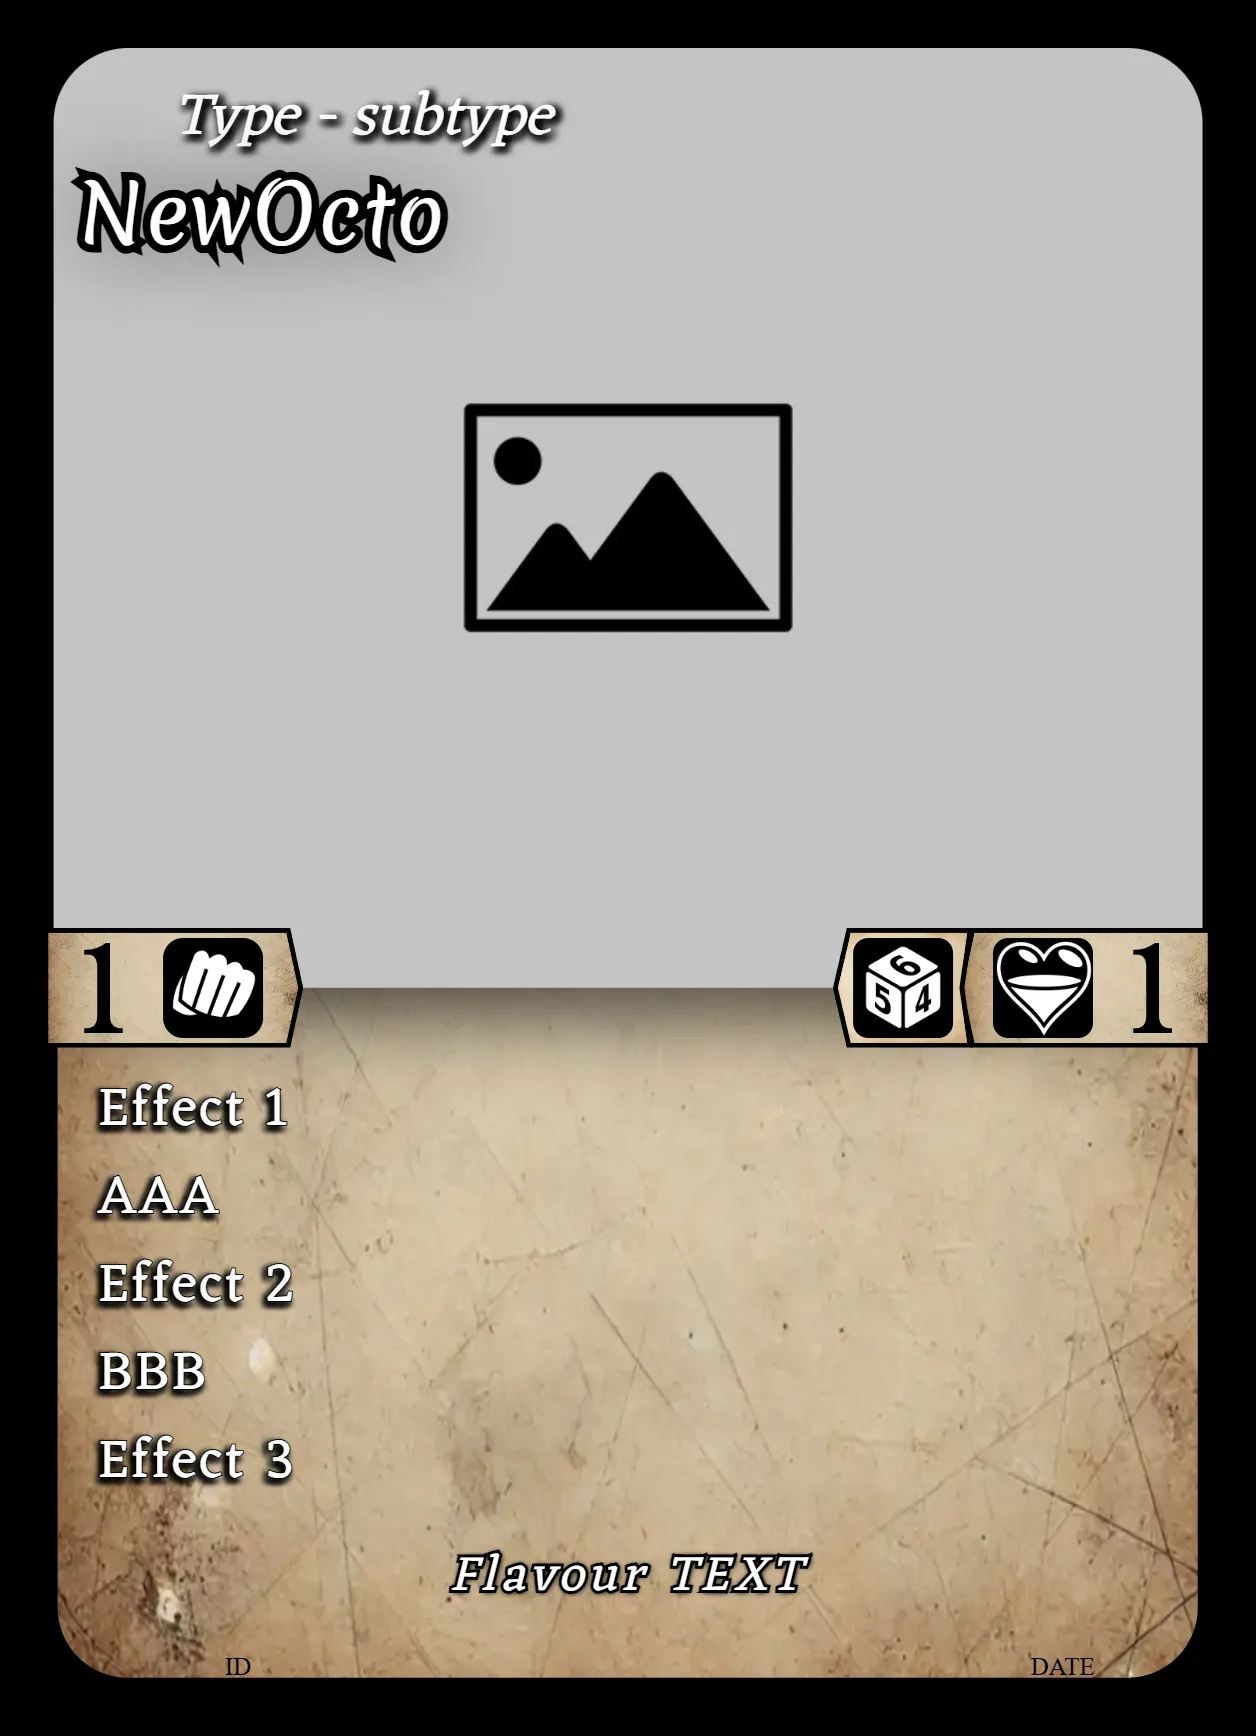 Type - subtype
NewOcto
1
6
5 4
1
Effect 1
AAA
Effect 2
BBB
Effect 3
Flavour TEXT
ID
DATE